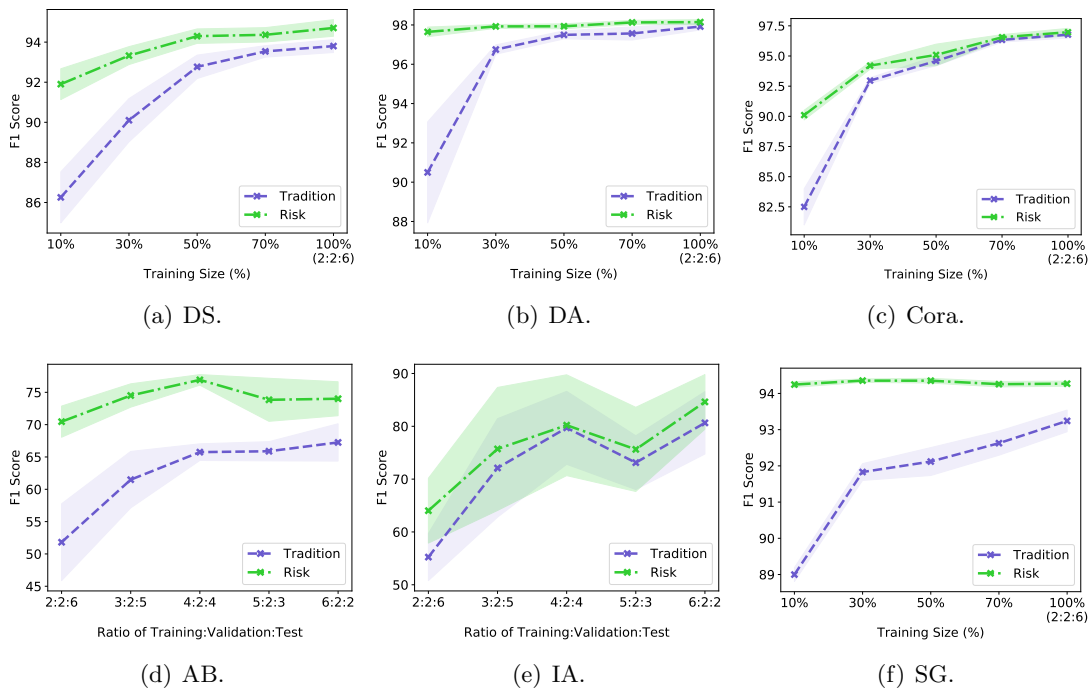 F1 Score
94
92
90
88
86
10%
30%
50%
70%
100%
(2:2:6)
Training Size (%)
Tradition
Risk
(a) DS.
F1 Score
98
96
94
92
90
88
10%
30%
50%
70%
100%
(2:2:6)
Training Size (%)
Tradition
Risk
(b) DA.
F1 Score
97.5
95.0
92.5
90.0
87.5
85.0
82.5
10%
30%
50%
70%
100%
(2:2:6)
Training Size (%)
Tradition
Risk
(c) Cora.
F1 Score
75
70
65
60
55
50
45
2:2:6
3:2:5
4:2:4
5:2:3
6:2:2
Ratio of Training:Validation:Test
Tradition
Risk
(d) AB.
F1 Score
90
80
70
60
50
2:2:6
3:2:5
4:2:4
5:2:3
6:2:2
Ratio of Training:Validation:Test
Tradition
Risk
(e) IA.
F1 Score
94
93
92
91
90
89
10%
30%
50%
70%
100%
(2:2:6)
Training Size (%)
Tradition
Risk
(f) SG.